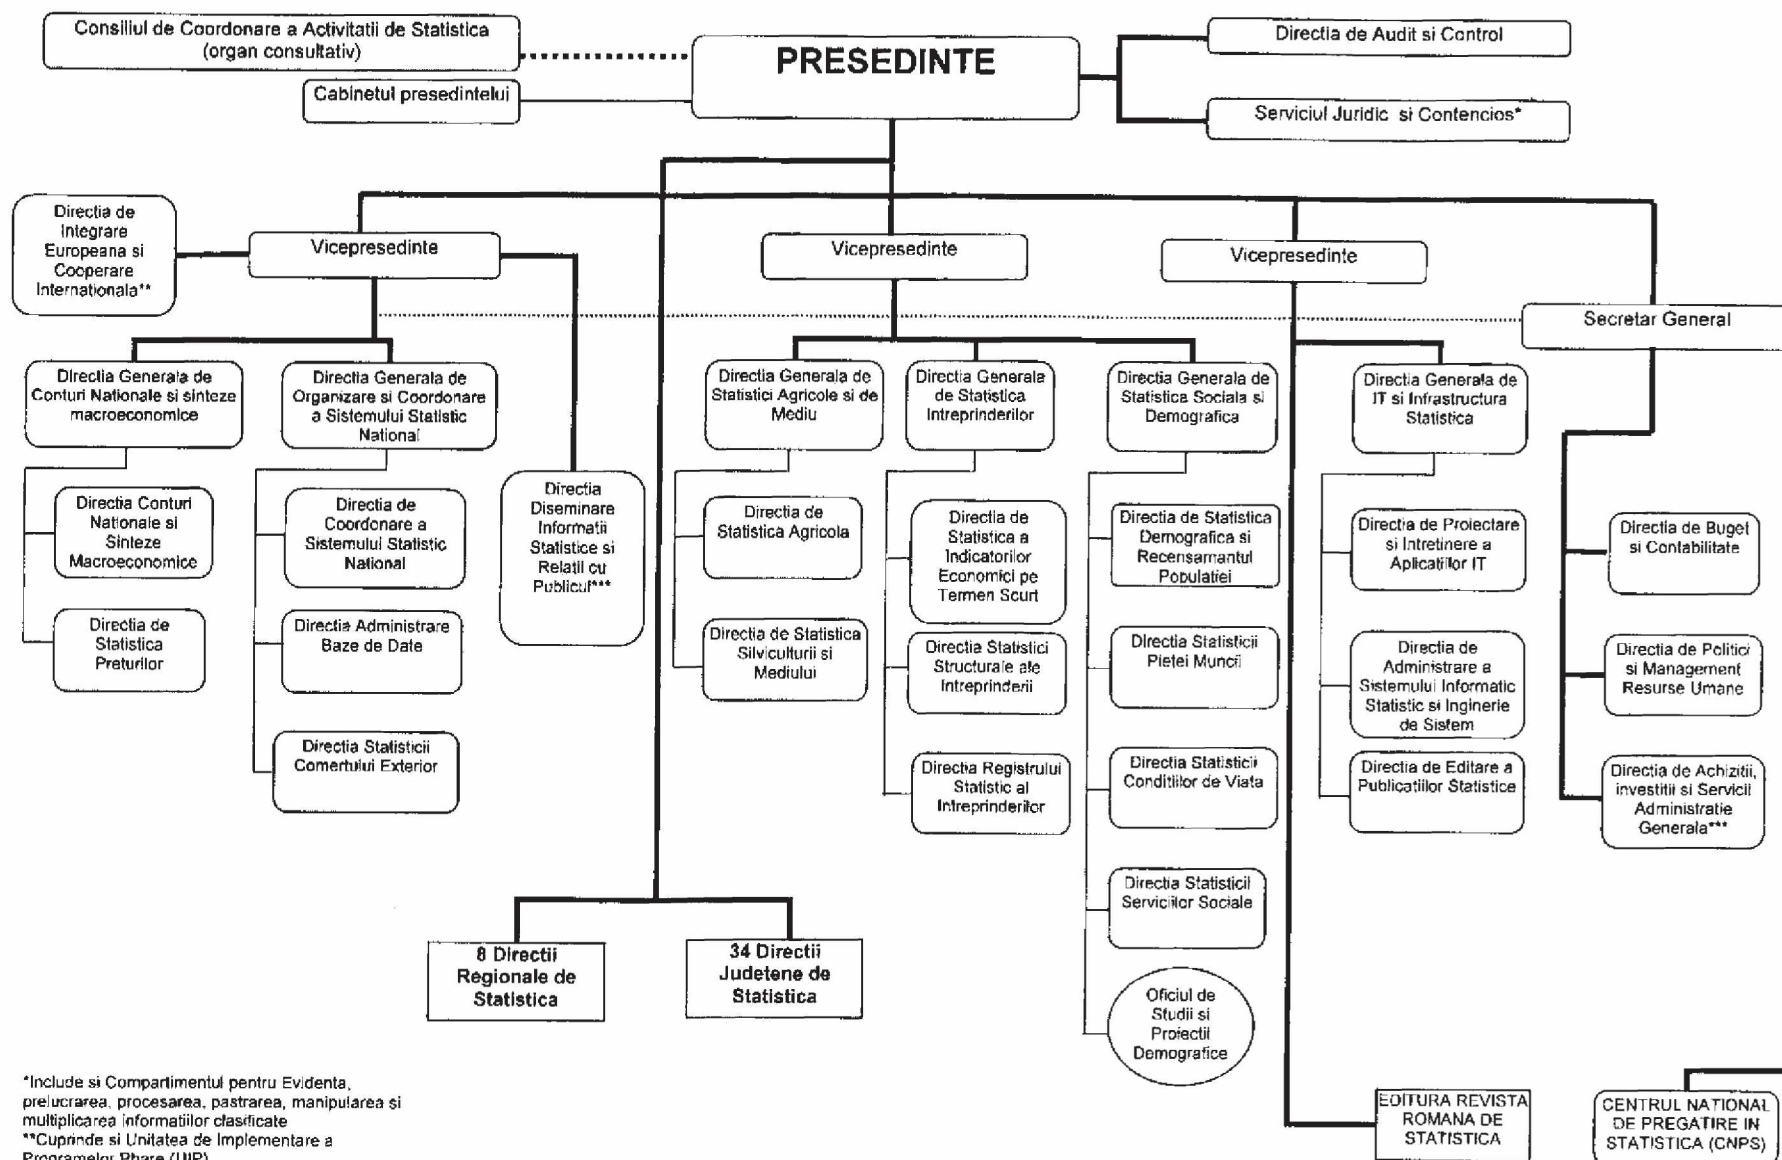 Consiliul de Coordonare a Activitatii de Statistica
(organ consultativ)
PRESEDINTE
Directia de Audit si Control
Cabinetul presedintelui
Serviciul Juridic si Contencios*
Directia de
Integrare
Europeana si
Cooperare
Internationala**
Vicepresedinte
Vicepresedinte
Vicepresedinte
Secretar General
Directia Generala de
Conturi Nationale si sinteze
macroeconomice
Directia Generala de
Organizare si Coordonare
a Sistemului Statistic
National
Directia Generala de
Statistici Agricole si de
Mediu
Directia Generala
de Statistica
Intreprinderilor
Directia Generala de
Statistica Sociala si
Demografica
Directia Generala de
IT si Infrastructura
Statistica
Directia Conturi
Nationale si
Sinteze
Macroeconomice
Directia de
Statistica
Preturilor
Directia de
Coordonare a
Sistemului Statistic
National
Directia Administrare
Baze de Date
Directia Statisticii
Comertului Exterior
Directia
Diseminare
Informatii
Statistice si
Relatii cu
Publicul***
Directia de
Statistica Agricola
Directia de Statistica
Silviculturii si
Mediului
Directia de
Statistica a
Indicatorilor
Economici pe
Termen Scurt
Directia Statistici
Structurale ale
Intreprinderii
Directia Registrului
Statistic al
Intreprinderilor
Directia de Statistica
Demografica si
Recensamantul
Populatiei
Directia Statisticii
Pietei Muncii
Directia Statisticii
Conditiilor de Viata
Directia Statisticii
Serviciilor Sociale
Oficiul de
Studii si
Proiectii
Demografice
Directia de Proiectare
si Intretinere a
Aplicatiilor IT
Directia de
Administrare a
Sistemului Informatic
Statistic si Inginerie
de Sistem
Directia de Editare a
Publicatiilor Statistice
Directia de Buget
si Contabilitate
Directia de Politici
si Management
Resurse Umane
Directia de Achizitii,
investitii si Servicii
Administratie
Generala***
8 Directii
Regionale de
Statistica
34 Directii
Judetene de
Statistica
EDITURA REVISTA
ROMANA DE
STATISTICA
CENTRUL NATIONAL
DE PREGATIRE IN
STATISTICA (CNPS)
*Include si Compartimentul pentru Evidenta,
prelucrarea, procesarea, pastrarea, manipularea si
multiplicarea informatiilor clasificate
**Cuprinde si Unitatea de Implementare a
Programelor Phare (UIP)